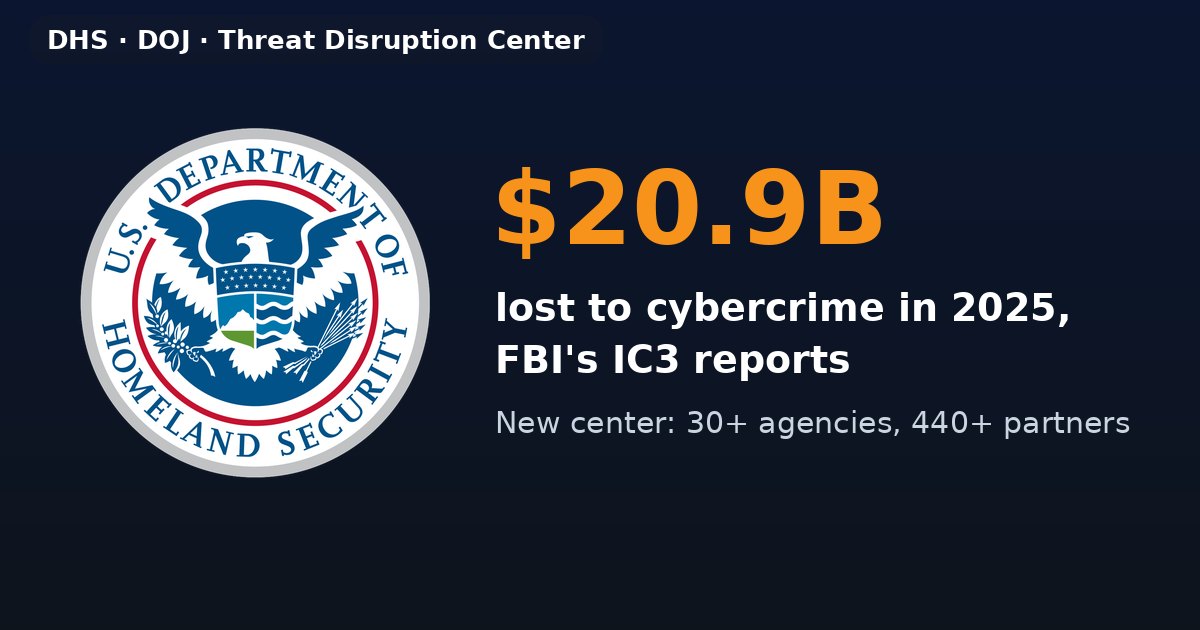 DHS · DOJ · Threat Disruption Center
U.S. DEPARTMENT OF
HOMELAND SECURITY
$20.9B
lost to cybercrime in 2025,
FBI's IC3 reports
New center: 30+ agencies, 440+ partners